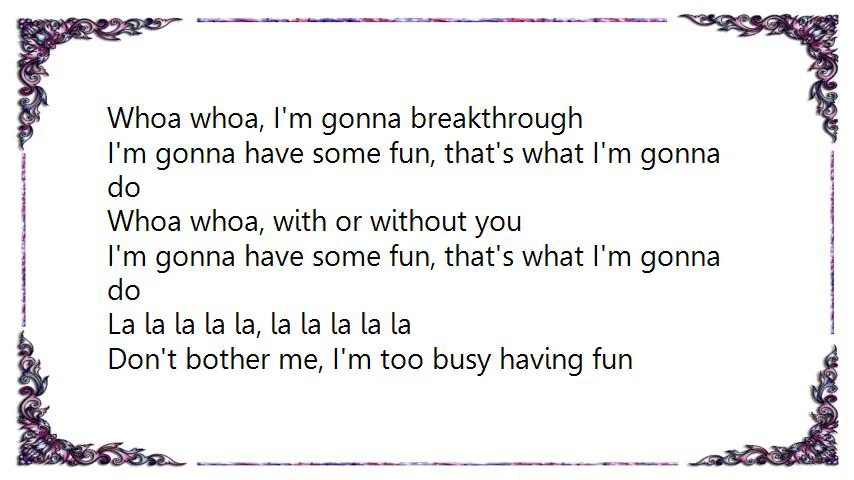 Whoa whoa, I'm gonna breakthrough
I'm gonna have some fun, that's what I'm gonna
do
Whoa whoa, with or without you
I'm gonna have some fun, that's what I'm gonna
do
La la la la la, la la la la la
Don't bother me, I'm too busy having fun